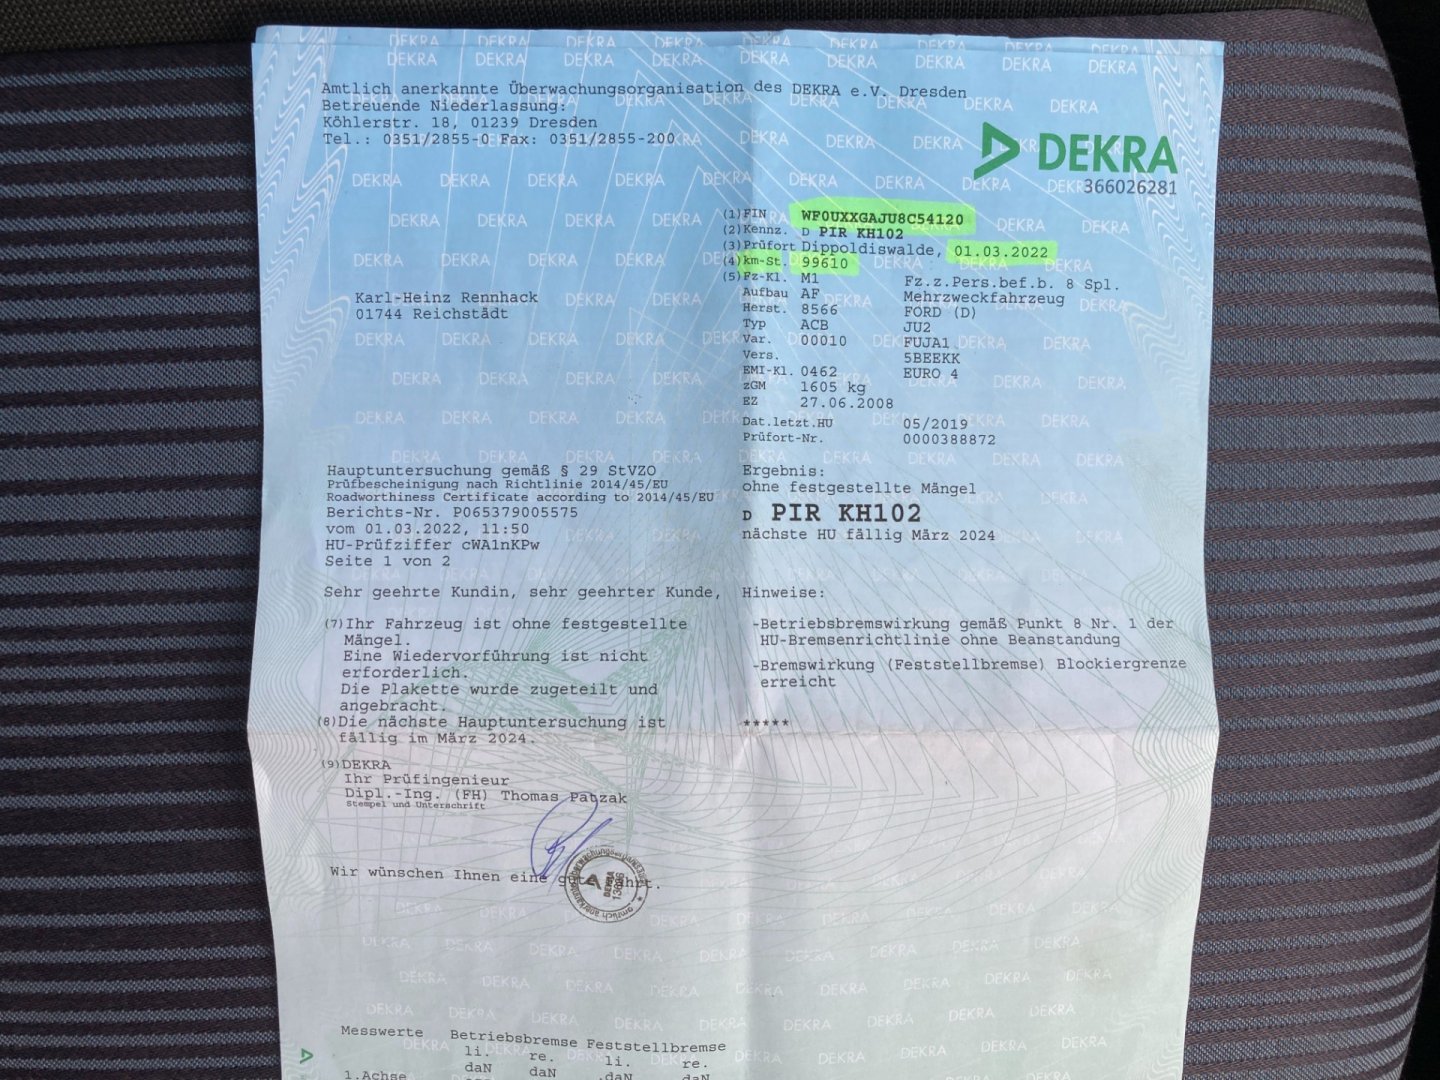 Amtlich anerkannte Überwachungsorganisation des DEKRA e.V. Dresden
Betreuende Niederlassung:
Köhlerstr. 18, 01239 Dresden
Tel.: 0351/2855-0 Fax: 0351/2855-200
DEKRA
366026281
(1)FIN WF0UXXGAJU8C54120
(2)Kennz. D PIR KH102
(3)Prüfort Dippoldiswalde, 01.03.2022
(4)km-St. 99610
(5)Fz-Kl. M1 Fz.z.Pers.bef.b. 8 Spl.
Aufbau AF Mehrzweckfahrzeug
Herst. 8566 FORD (D)
Typ ACB JU2
Var. 00010 FUJA1
Vers. 5BEEKK
EMI-Kl. 0462 EURO 4
zGM 1605 kg
EZ 27.06.2008
Dat.letzt.HU 05/2019
Prüfort-Nr. 0000388872
Karl-Heinz Rennhack
01744 Reichstädt
Hauptuntersuchung gemäß § 29 StVZO
Prüfbescheinigung nach Richtlinie 2014/45/EU
Roadworthiness Certificate according to 2014/45/EU
Berichts-Nr. P065379005575
vom 01.03.2022, 11:50
HU-Prüfziffer cWA1nKPw
Seite 1 von 2
Ergebnis:
ohne festgestellte Mängel
D PIR KH102
nächste HU fällig März 2024
Sehr geehrte Kundin, sehr geehrter Kunde,
(7)Ihr Fahrzeug ist ohne festgestellte
Mängel.
Eine Wiedervorführung ist nicht
erforderlich.
Die Plakette wurde zugeteilt und
angebracht.
(8)Die nächste Hauptuntersuchung ist
fällig im März 2024.
(9)DEKRA
Ihr Prüfingenieur
Dipl.-Ing. (FH) Thomas Patzak
Stempel und Unterschrift
Wir wünschen Ihnen eine
Hinweise:
-Betriebsbremswirkung gemäß Punkt 8 Nr. 1 der
HU-Bremsenrichtlinie ohne Beanstandung
-Bremswirkung (Feststellbremse) Blockiergrenze
erreicht
*****
Messwerte Betriebsbremse Feststellbremse
li. re. li. re.
daN daN daN daN
1.Achse